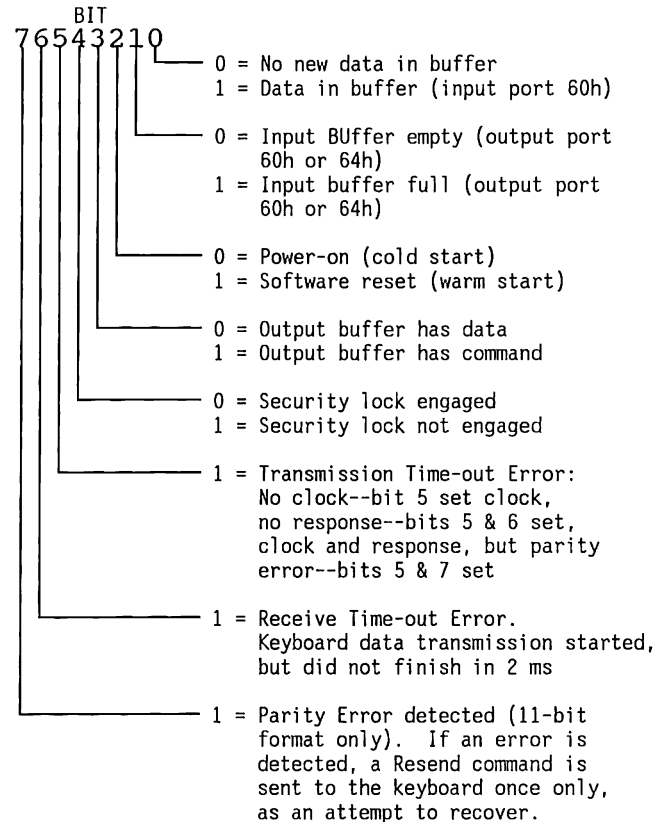 BIT
76543210
0 = No new data in buffer
1 = Data in buffer (input port 60h)
0 = Input BUffer empty (output port
60h or 64h)
1 = Input buffer full (output port
60h or 64h)
0 = Power-on (cold start)
1 = Software reset (warm start)
0 = Output buffer has data
1 = Output buffer has command
0 = Security lock engaged
1 = Security lock not engaged
1 = Transmission Time-out Error:
No clock--bit 5 set clock,
no response--bits 5 & 6 set,
clock and response, but parity
error--bits 5 & 7 set
1 = Receive Time-out Error.
Keyboard data transmission started,
but did not finish in 2 ms
1 = Parity Error detected (11-bit
format only). If an error is
detected, a Resend command is
sent to the keyboard once only,
as an attempt to recover.